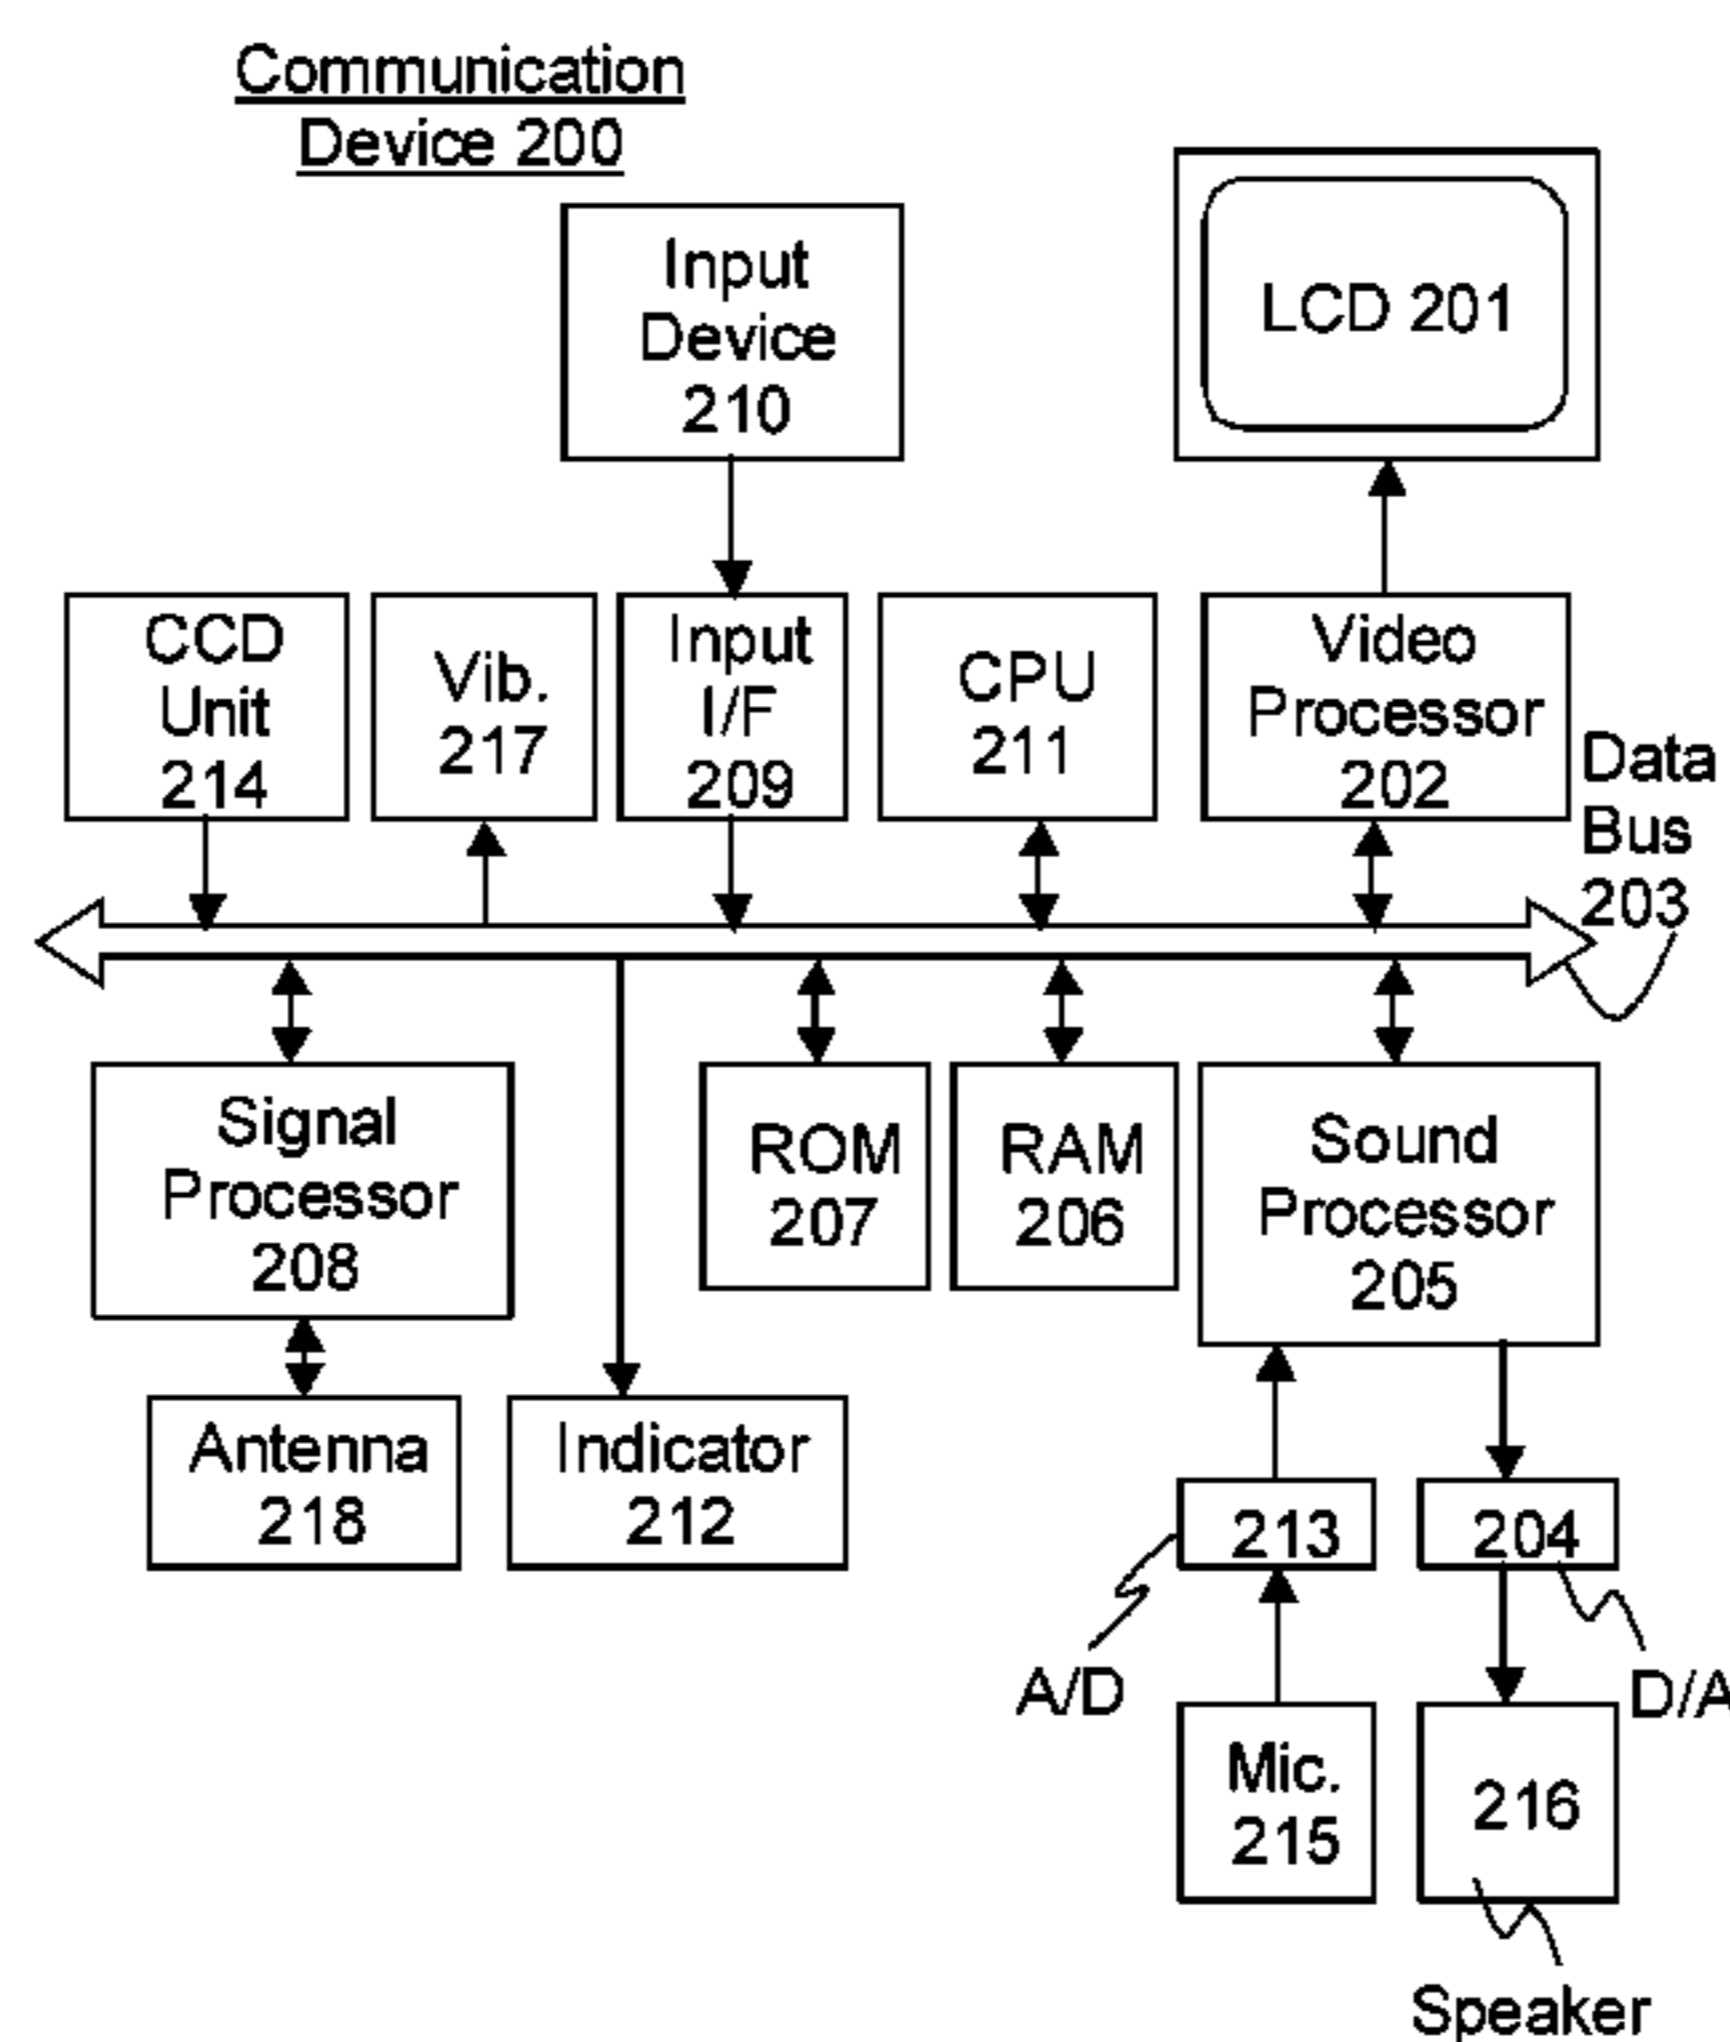 Communication
Device 200
Input
Device
210
LCD 201
CCD
Unit
214
Vib.
217
Input
I/F
209
CPU
211
Video
Processor
202
Data
Bus
203
Signal
Processor
208
ROM
207
RAM
206
Sound
Processor
205
Antenna
218
Indicator
212
213
204
A/D
D/A
Mic.
215
216
Speaker